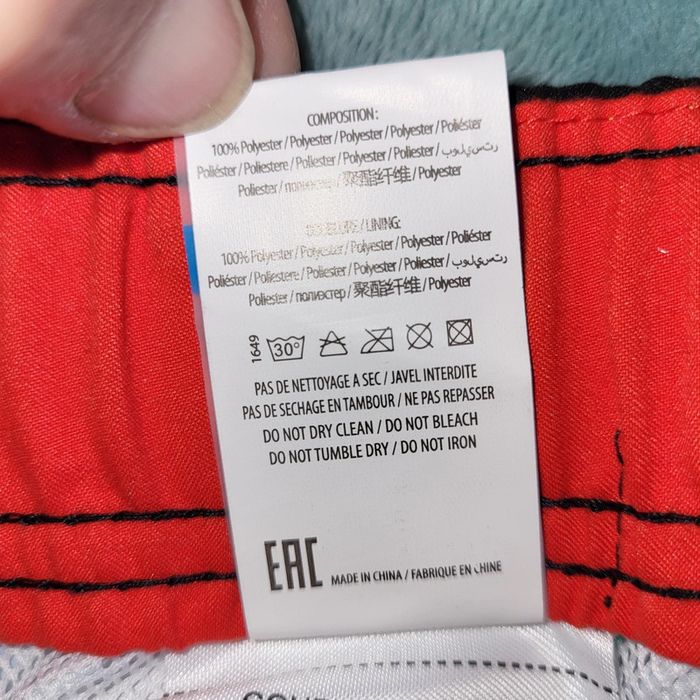 COMPOSITION:
100% Polyester / Polyester / Polyester / Polyester / Poliéster
Poliéster / Poliestere / Poliester / Polyester / بوليستر
Poliester / полиэстер / 聚酯纤维 / Polyester
DOUBLURE / LINING:
100% Polyester / Polyester / Polyester / Polyester / Poliéster
Poliéster / Poliestere / Poliester / Polyester / بوليستر
Poliester / полиэстер / 聚酯纤维 / Polyester
1649
30°
PAS DE NETTOYAGE A SEC / JAVEL INTERDITE
PAS DE SECHAGE EN TAMBOUR / NE PAS REPASSER
DO NOT DRY CLEAN / DO NOT BLEACH
DO NOT TUMBLE DRY / DO NOT IRON
EAC MADE IN CHINA / FABRIQUE EN CHINE